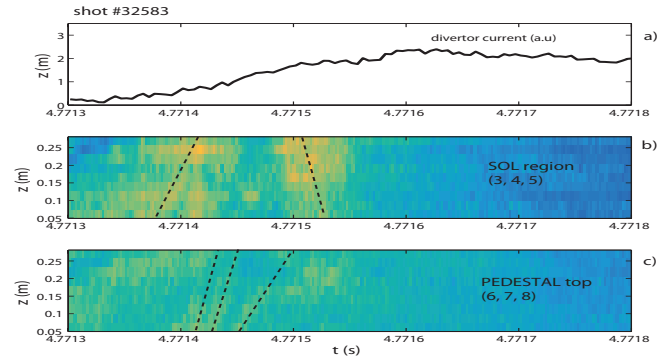 shot #32583
divertor current (a.u)
a)
z (m)
3
2
1
0
4.7713 4.7714 4.7715 4.7716 4.7717 4.7718
b)
z (m)
0.25
0.2
0.15
0.1
0.05
SOL region
(3, 4, 5)
4.7713 4.7714 4.7715 4.7716 4.7717 4.7718
c)
z (m)
0.25
0.2
0.15
0.1
0.05
PEDESTAL top
(6, 7, 8)
4.7713 4.7714 4.7715 4.7716 4.7717 4.7718
t (s)